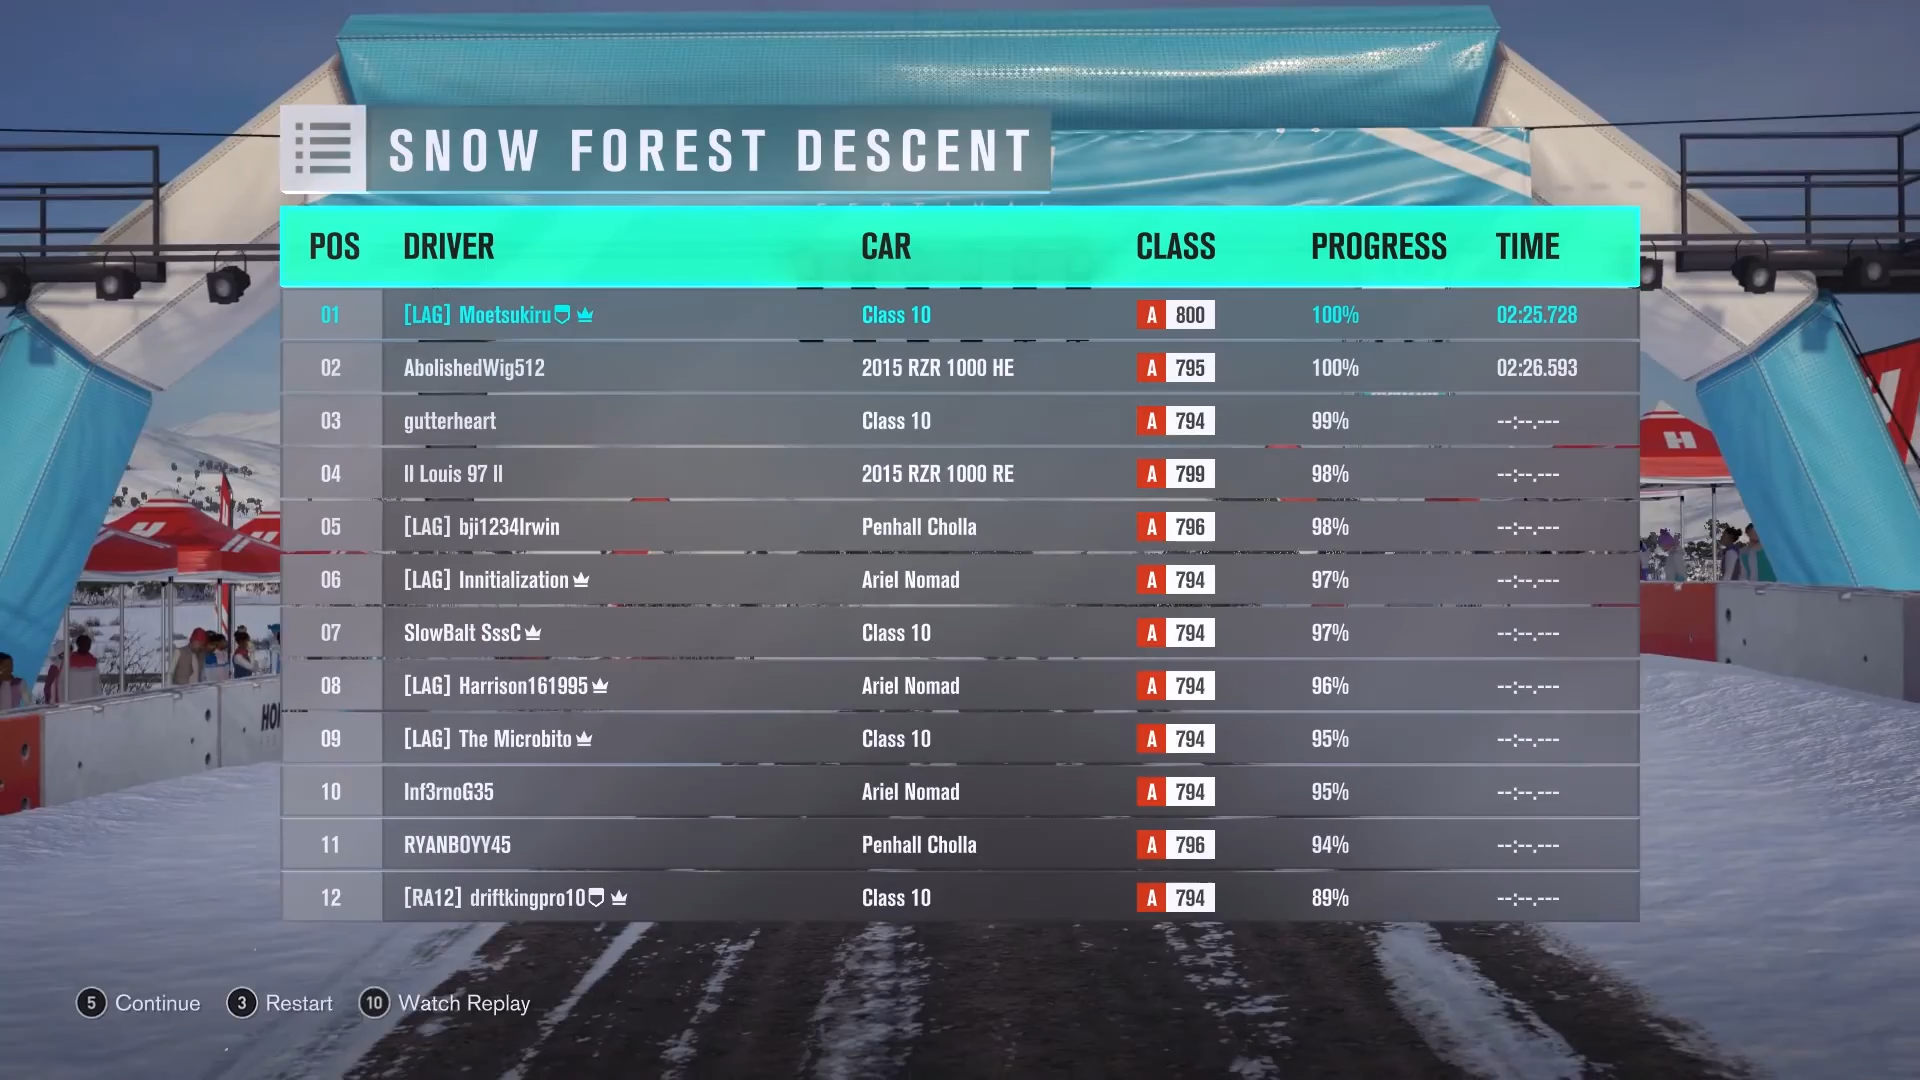 SNOW FOREST DESCENT
POS DRIVER CAR CLASS PROGRESS TIME
01 [LAG] Moetsukiru Class 10 A 800 100% 02:25.728
02 AbolishedWig512 2015 RZR 1000 HE A 795 100% 02:26.593
03 gutterheart Class 10 A 794 99% --:--.---
04 II Louis 97 II 2015 RZR 1000 RE A 799 98% --:--.---
05 [LAG] bji1234Irwin Penhall Cholla A 796 98% --:--.---
06 [LAG] Innitialization Ariel Nomad A 794 97% --:--.---
07 SlowBalt SssC Class 10 A 794 97% --:--.---
08 [LAG] Harrison161995 Ariel Nomad A 794 96% --:--.---
09 [LAG] The Microbito Class 10 A 794 95% --:--.---
10 Inf3rnoG35 Ariel Nomad A 794 95% --:--.---
11 RYANBOYY45 Penhall Cholla A 796 94% --:--.---
12 [RA12] driftkingpro10 Class 10 A 794 89% --:--.---
5 Continue 3 Restart 10 Watch Replay